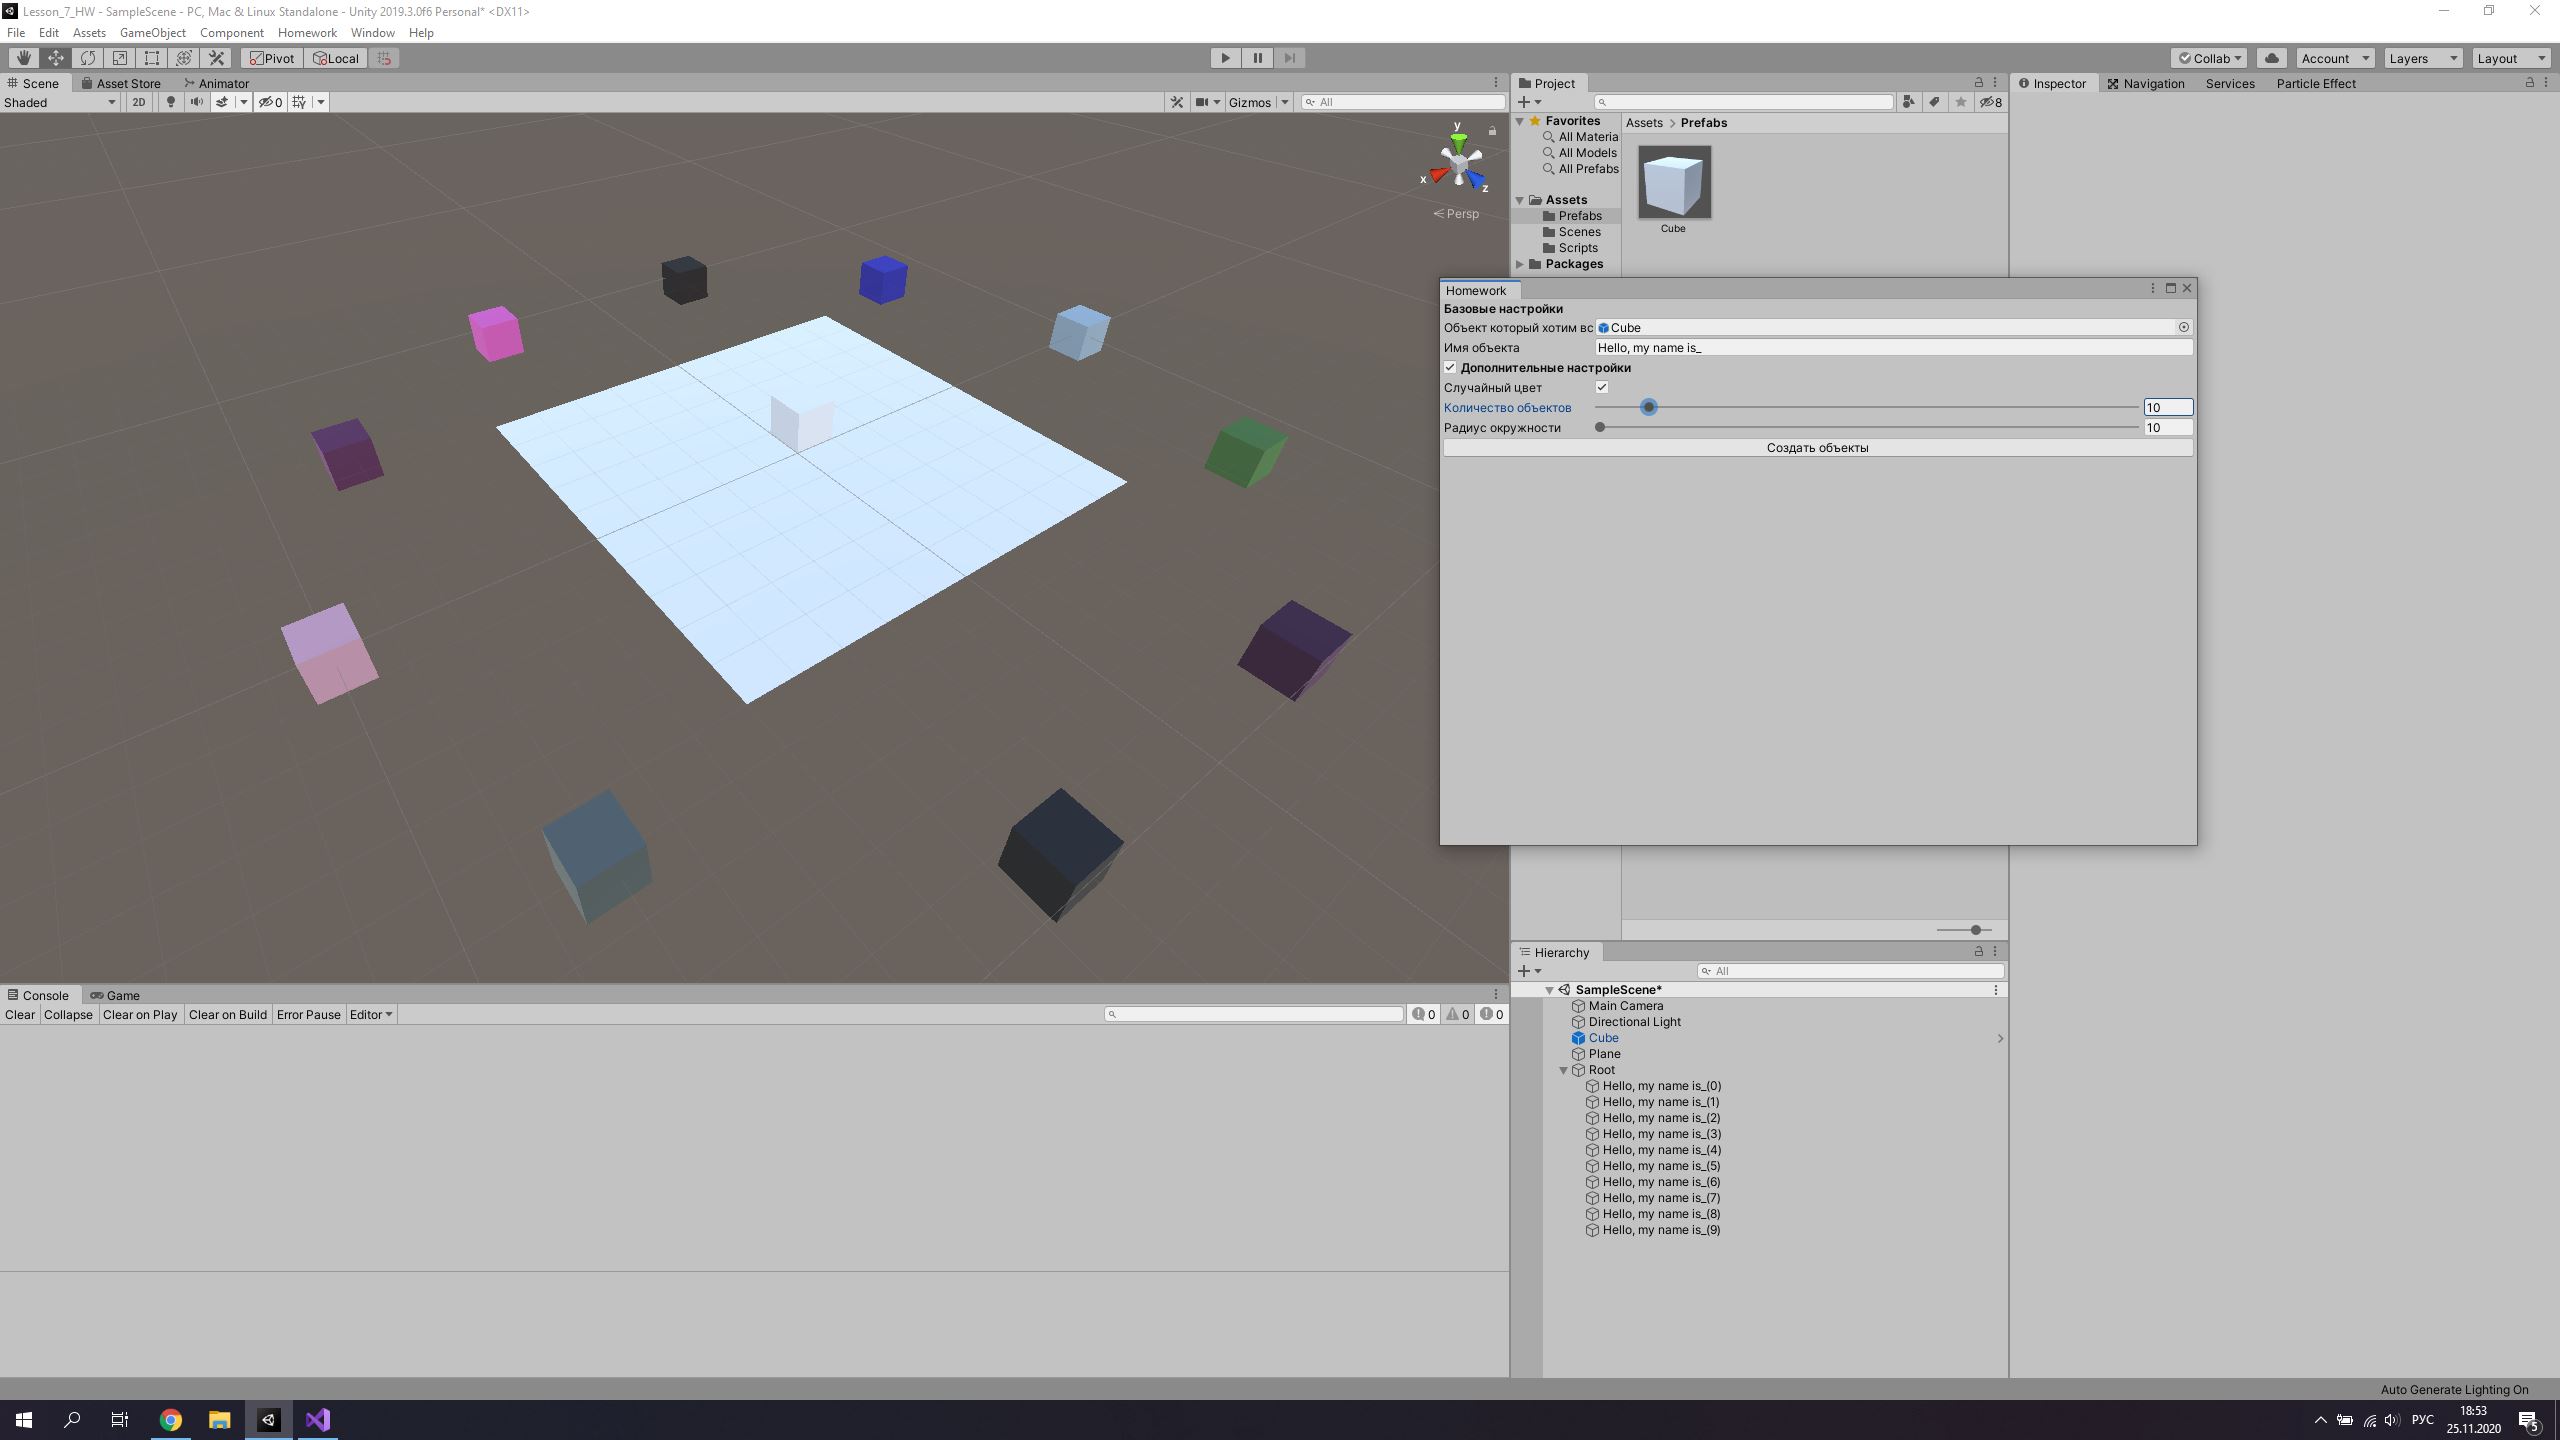 Lesson_7_HW - SampleScene - PC, Mac & Linux Standalone - Unity 2019.3.0f6 Personal* <DX11>
File Edit Assets GameObject Component Homework Window Help
Pivot Local Collab Account Layers Layout
Scene Asset Store Animator
Shaded 2D 0 Gizmos All
y
x
z
Persp
Project
8
Favorites
All Materia
All Models
All Prefabs
Assets
Prefabs
Scenes
Scripts
Packages
Assets > Prefabs
Cube
Inspector Navigation Services Particle Effect
Homework
Базовые настройки
Объект который хотим вс Cube
Имя объекта Hello, my name is_
Дополнительные настройки
Случайный цвет
Количество объектов 10
Радиус окружности 10
Создать объекты
Hierarchy
All
SampleScene*
Main Camera
Directional Light
Cube
Plane
Root
Hello, my name is_(0)
Hello, my name is_(1)
Hello, my name is_(2)
Hello, my name is_(3)
Hello, my name is_(4)
Hello, my name is_(5)
Hello, my name is_(6)
Hello, my name is_(7)
Hello, my name is_(8)
Hello, my name is_(9)
Console Game
Clear Collapse Clear on Play Clear on Build Error Pause Editor 0 0 0
Auto Generate Lighting On
РУС
18:53
25.11.2020
5